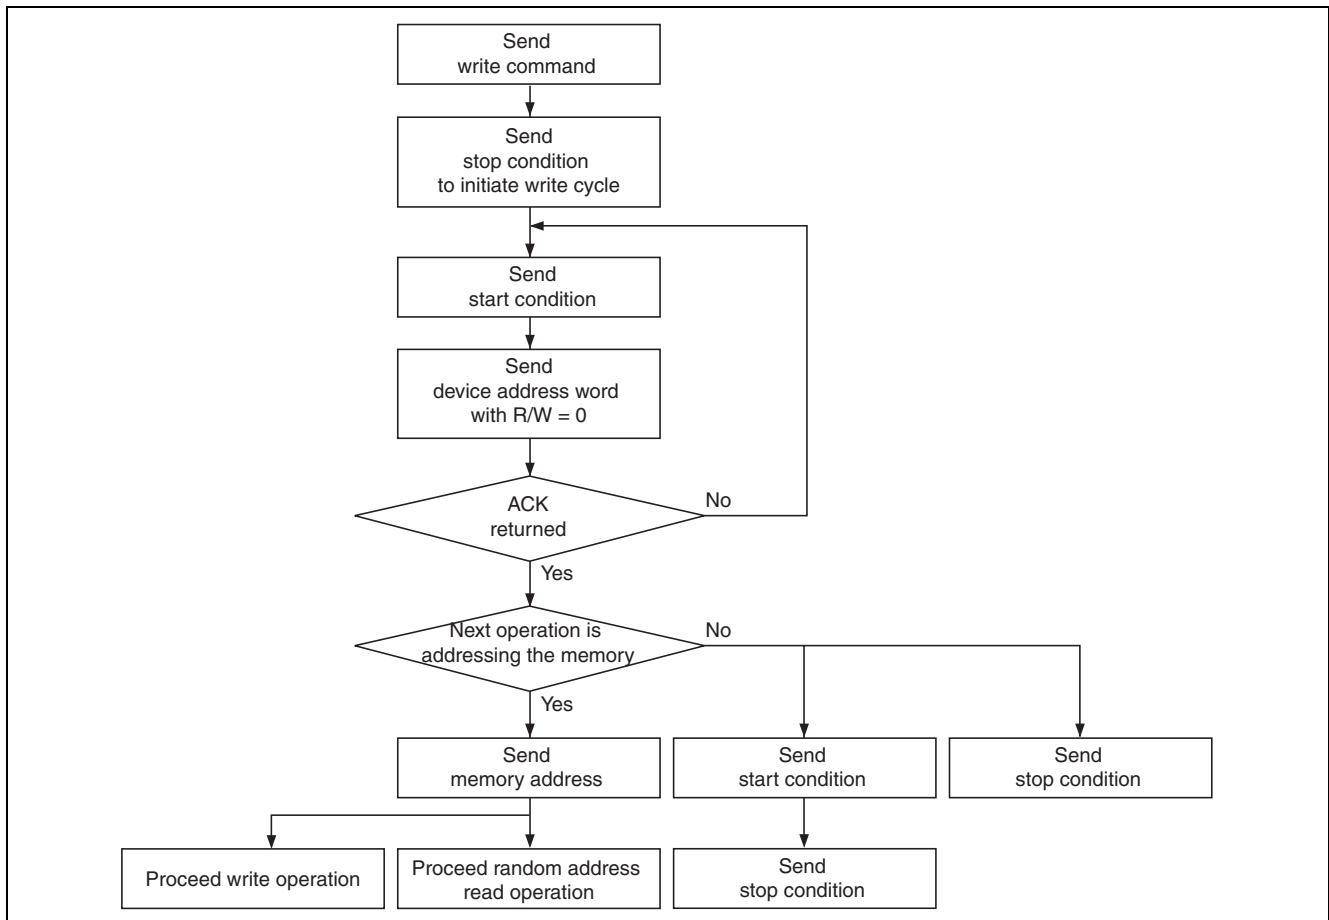 Send
write command
Send
stop condition
to initiate write cycle
Send
start condition
Send
device address word
with R/W = 0
ACK
returned
No
Yes
Next operation is
addressing the memory
No
Yes
Send
memory address
Send
start condition
Send
stop condition
Proceed write operation
Proceed random address
read operation
Send
stop condition